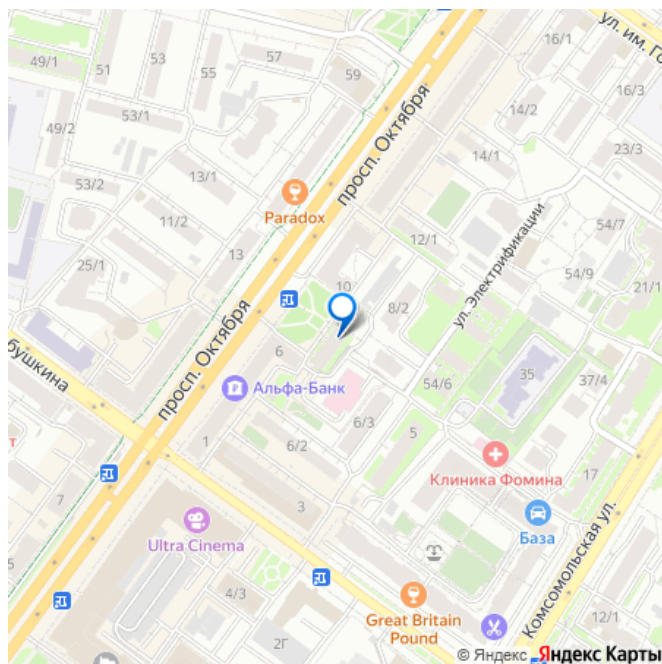 49/1
51
53
55
57
59
16/1
ул. им. Го
49/2
53/1
просп. Октября
14/2
16/3
53/2
13/1
14/1
23/3
Paradox
11/2
13
12/1
54/7
25/1
ул. Электрификации
54/9
21/1
10
8/2
просп. Октября
бушкина
6
Альфа-Банк
54/6
35
37/4
т
1
6/2
6/3
5
Клиника Фомина
17
7
3
База
Ultra Cinema
Комсомольская ул.
4/3
2Г
Great Britain
Pound
12/1
© Яндекс Яндекс Карты